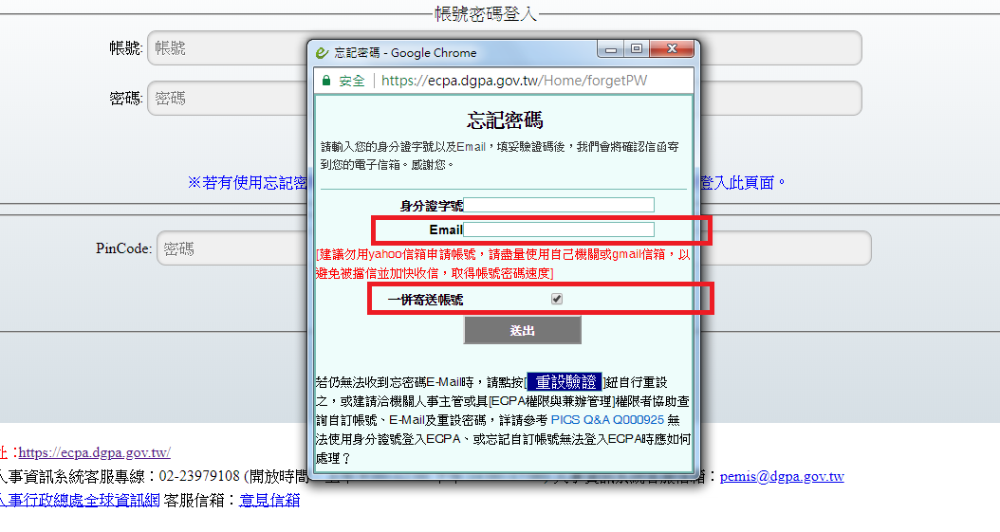 帳號密碼登入
帳號: 帳號
密碼: 密碼
※若有使用忘記密
登入此頁面。
PinCode: 密碼
忘記密碼 - Google Chrome
安全 https://ecpa.dgpa.gov.tw/Home/forgetPW
忘記密碼
請輸入您的身分證字號以及Email，填妥驗證碼後，我們會將確認信函寄
到您的電子信箱。感謝您。
身分證字號
Email
[建議勿用yahoo信箱申請帳號，請盡量使用自己機關或gmail信箱，以
避免被擋信並加快收信，取得帳號密碼速度]
一併寄送帳號
送出
若仍無法收到忘密碼E-Mail時，請點按[重設驗證]鈕自行重設
之，或建請洽機關人事主管或具[ECPA權限與兼辦管理]權限者協助查
詢自訂帳號、E-Mail及重設密碼，詳請參考 PICS Q&A Q000925 無
法使用身分證號登入ECPA、或忘記自訂帳號無法登入ECPA時應如何
處理？
址：https://ecpa.dgpa.gov.tw/
人事資訊系統客服專線：02-23979108 (開放時間
信箱：pemis@dgpa.gov.tw
人事行政總處全球資訊網 客服信箱：意見信箱